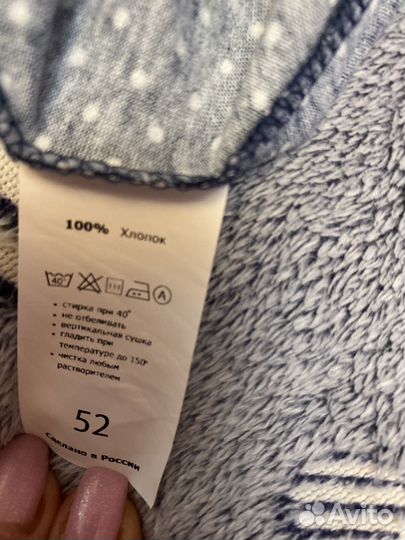 100% Хлопок
40°
A
• стирка при 40°
• не отбеливать
• вертикальная сушка
• гладить при
температуре до 150°
• чистка любым
растворителем
52
Сделано в России
Avito